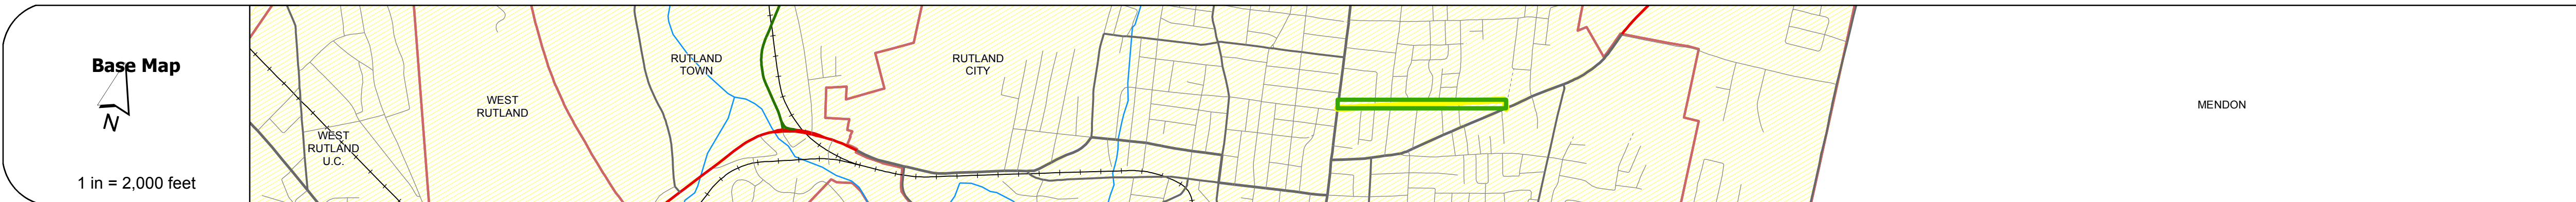 Base Map
N
1 in = 2,000 feet
WEST
RUTLAND
U.C.
WEST
RUTLAND
RUTLAND
TOWN
RUTLAND
CITY
MENDON